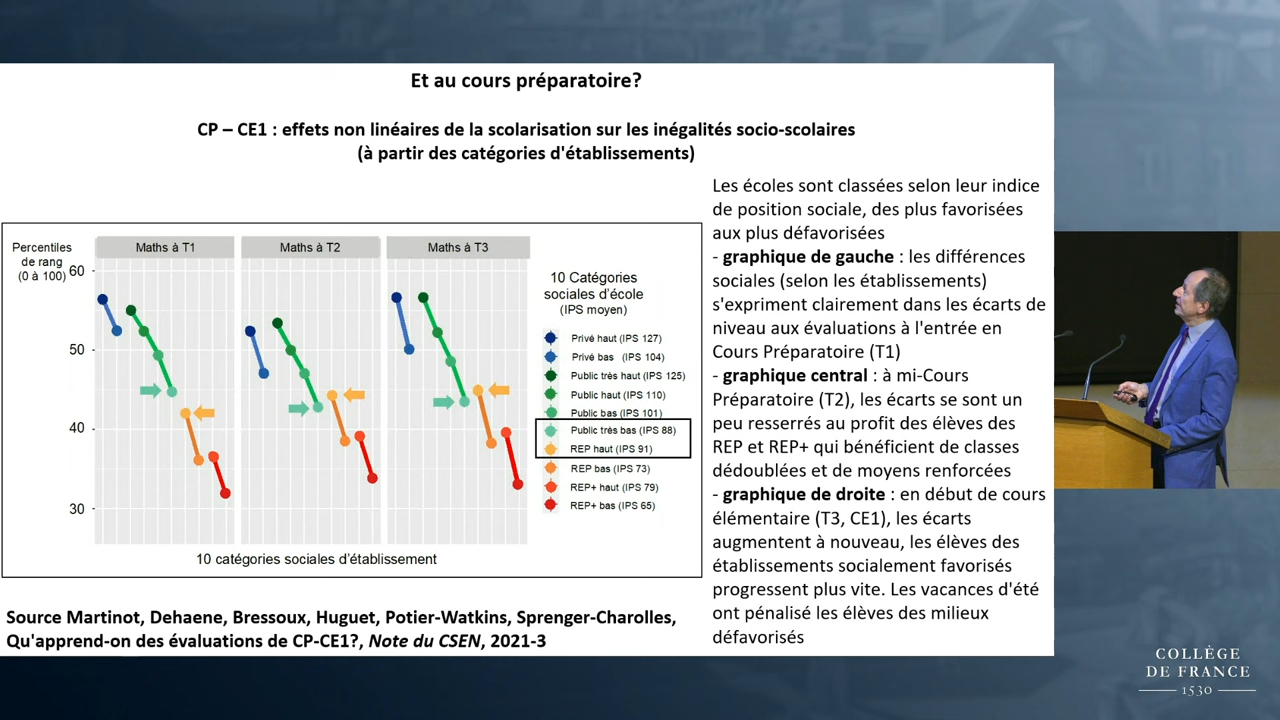 Et au cours préparatoire?
CP – CE1 : effets non linéaires de la scolarisation sur les inégalités socio-scolaires
(à partir des catégories d'établissements)
Percentiles
de rang
(0 à 100)
60
50
40
30
Maths à T1
Maths à T2
Maths à T3
10 catégories sociales d'établissement
10 Catégories
sociales d'école
(IPS moyen)
Privé haut (IPS 127)
Privé bas (IPS 104)
Public très haut (IPS 125)
Public haut (IPS 110)
Public bas (IPS 101)
Public très bas (IPS 88)
REP haut (IPS 91)
REP bas (IPS 73)
REP+ haut (IPS 79)
REP+ bas (IPS 65)
Les écoles sont classées selon leur indice
de position sociale, des plus favorisées
aux plus défavorisées
- graphique de gauche : les différences
sociales (selon les établissements)
s'expriment clairement dans les écarts de
niveau aux évaluations à l'entrée en
Cours Préparatoire (T1)
- graphique central : à mi-Cours
Préparatoire (T2), les écarts se sont un
peu resserrés au profit des élèves des
REP et REP+ qui bénéficient de classes
dédoublées et de moyens renforcées
- graphique de droite : en début de cours
élémentaire (T3, CE1), les écarts
augmentent à nouveau, les élèves des
établissements socialement favorisés
progressent plus vite. Les vacances d'été
ont pénalisé les élèves des milieux
défavorisés
Source Martinot, Dehaene, Bressoux, Huguet, Potier-Watkins, Sprenger-Charolles,
Qu'apprend-on des évaluations de CP-CE1?, Note du CSEN, 2021-3
COLLÈGE
DE FRANCE
1530